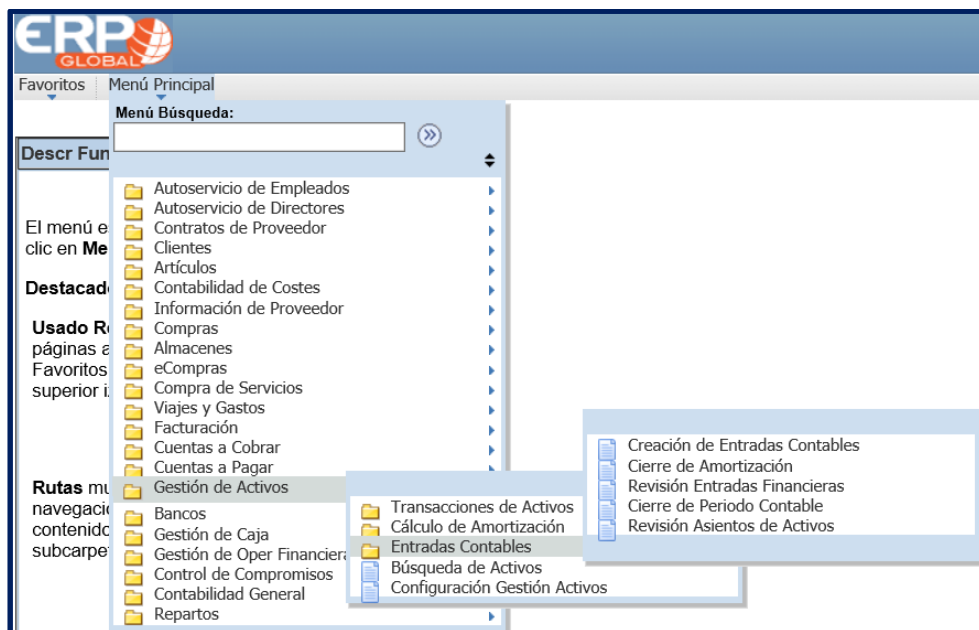 ERP
GLOBAL
Favoritos Menú Principal
Menú Búsqueda:
Descr Fun
Autoservicio de Empleados
Autoservicio de Directores
El menú e
Contratos de Proveedor
clic en Me
Clientes
Artículos
Destacad
Contabilidad de Costes
Información de Proveedor
Usado R
Compras
páginas a
Almacenes
Favoritos
eCompras
superior i
Compra de Servicios
Viajes y Gastos
Facturación
Cuentas a Cobrar
Cuentas a Pagar
Rutas mu
Gestión de Activos
navegaci
Bancos
contenido
Gestión de Caja
subcarpe
Gestión de Oper Financiera
Control de Compromisos
Contabilidad General
Repartos
Transacciones de Activos
Cálculo de Amortización
Entradas Contables
Búsqueda de Activos
Configuración Gestión Activos
Creación de Entradas Contables
Cierre de Amortización
Revisión Entradas Financieras
Cierre de Periodo Contable
Revisión Asientos de Activos